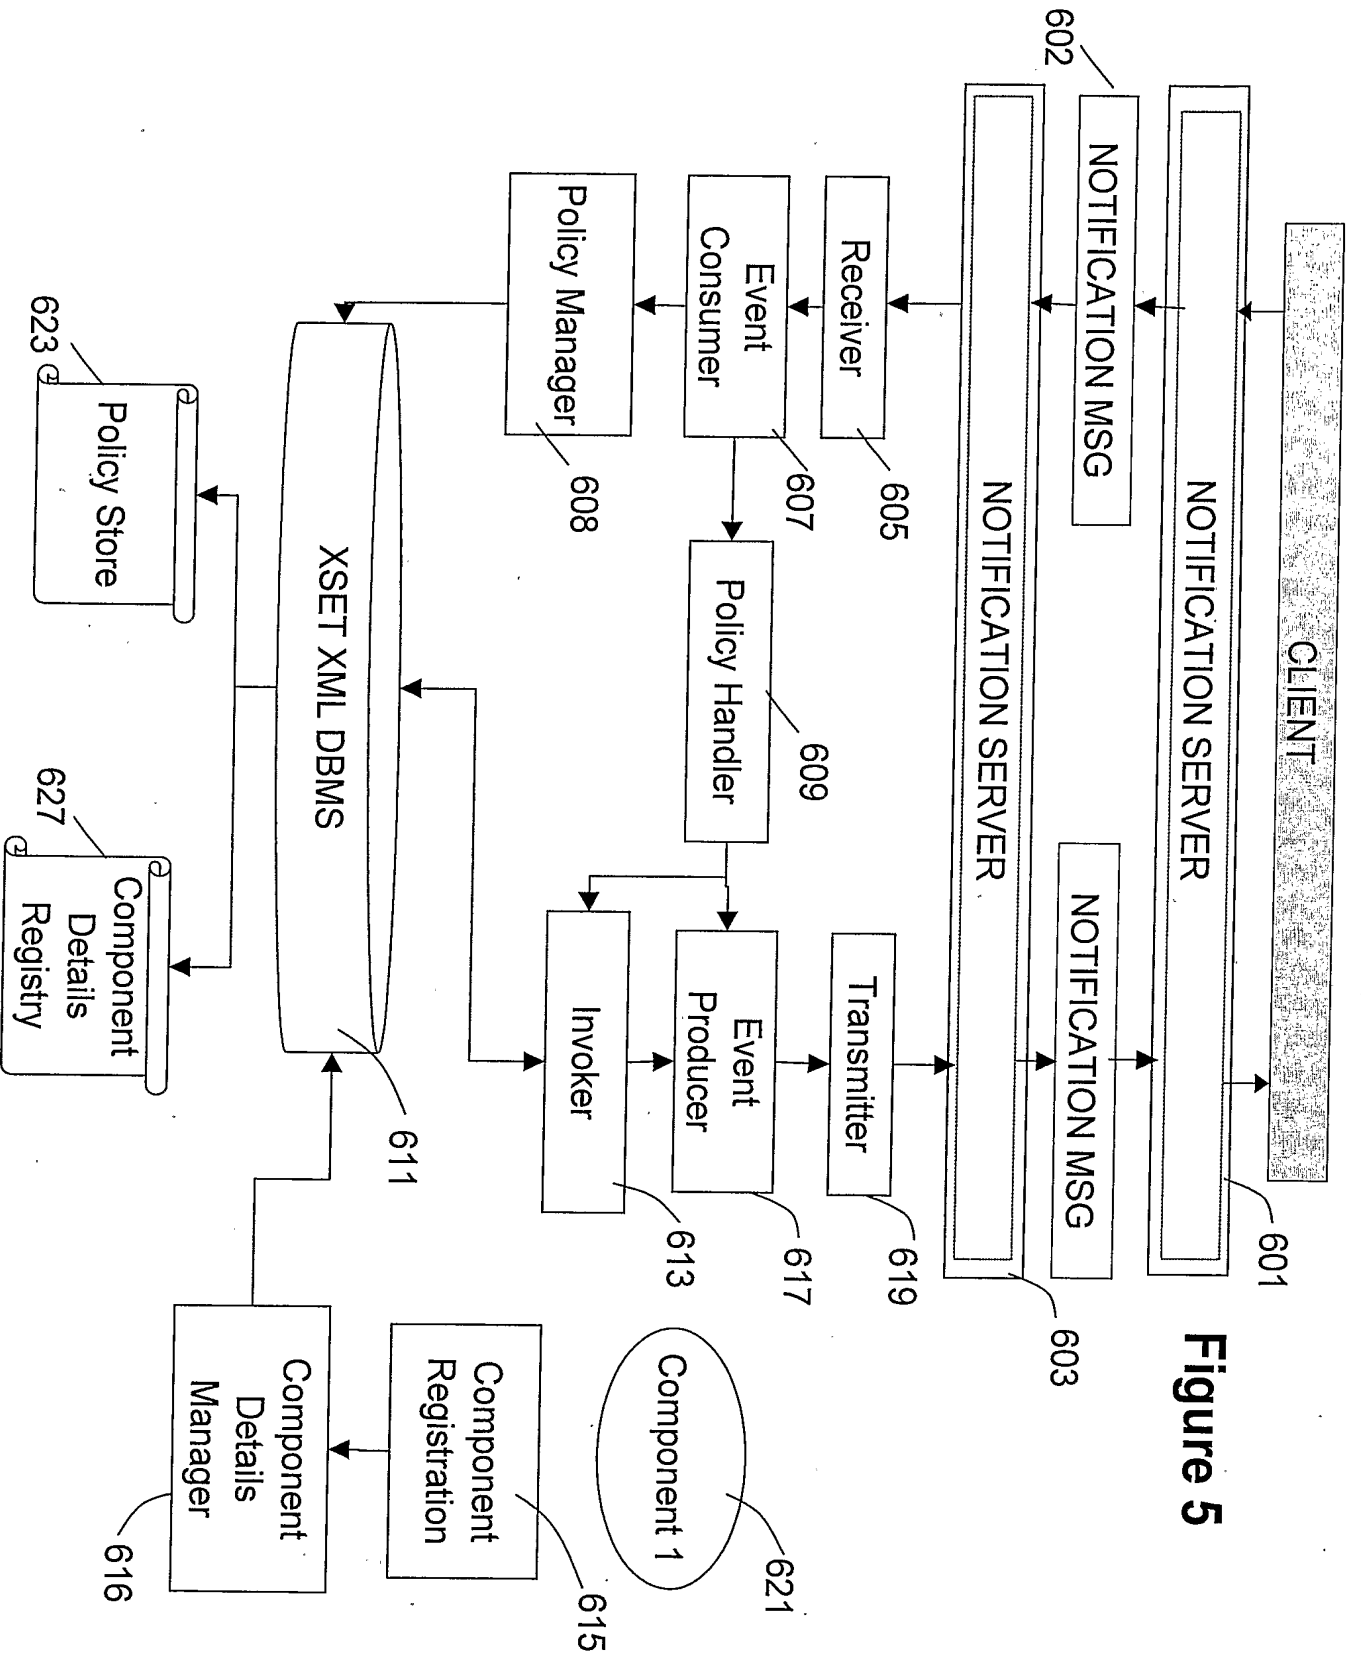 Figure 5
CLIENT
601
NOTIFICATION SERVER
602
NOTIFICATION MSG
NOTIFICATION MSG
603
NOTIFICATION SERVER
Receiver
605
Transmitter
619
Event
Consumer
607
Policy Handler
609
Event
Producer
617
Component 1
621
Policy Manager
608
Invoker
613
Component
Registration
615
XSET XML DBMS
611
Component
Details
Manager
616
623
Policy Store
627
Component
Details
Registry